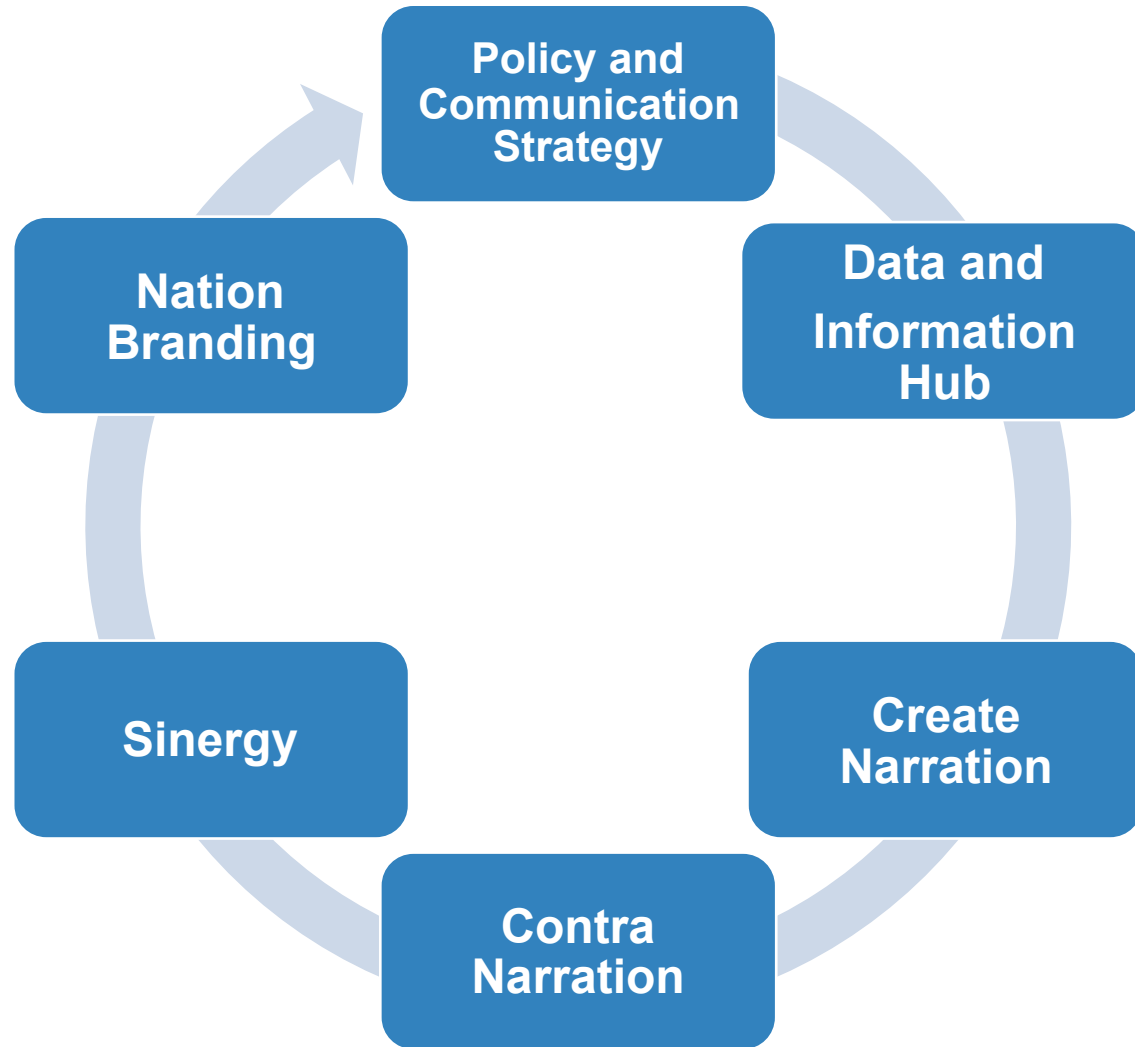 Policy and
Communication
Strategy
Data and
Information
Hub
Create
Narration
Contra
Narration
Sinergy
Nation
Branding